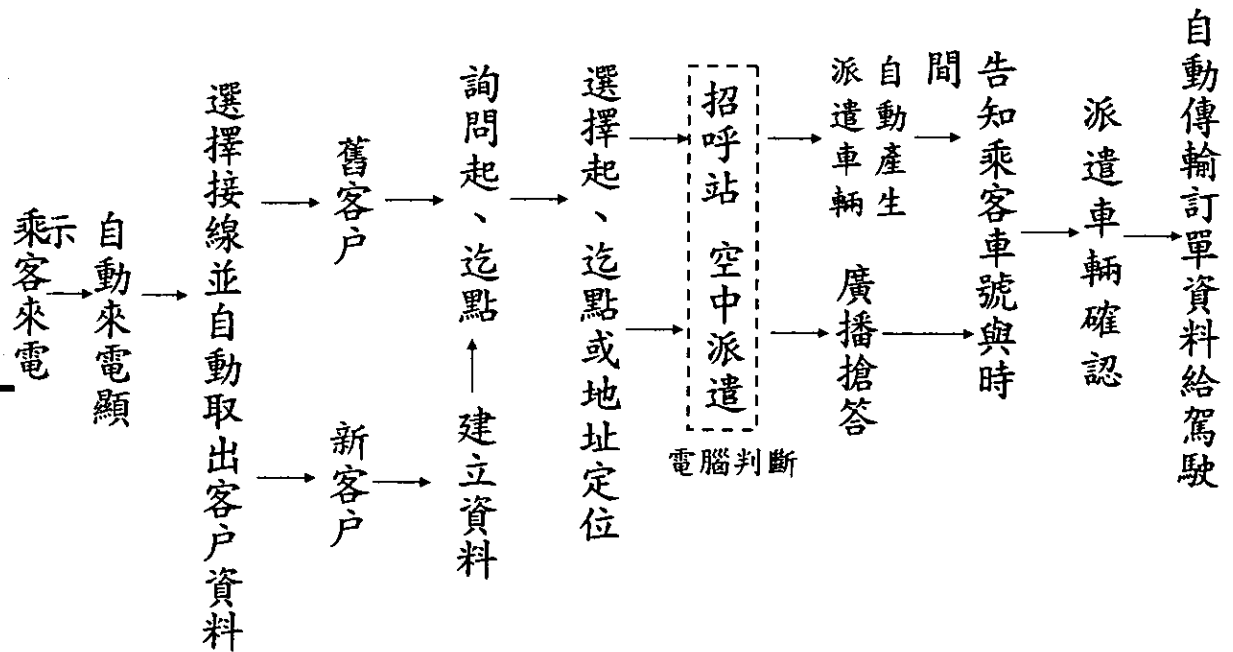 乘客來電
自動來電顯
示
選擇接線並自動取出客戶資料
舊客戶
新客戶
詢問起、迄點
建立資料
選擇起、迄點或地址定位
招呼站 空中派遣
電腦判斷
自動產生
派遣車輛
廣播搶答
告知乘客車號與時
間
派遣車輛確認
自動傳輸訂單資料給駕駛